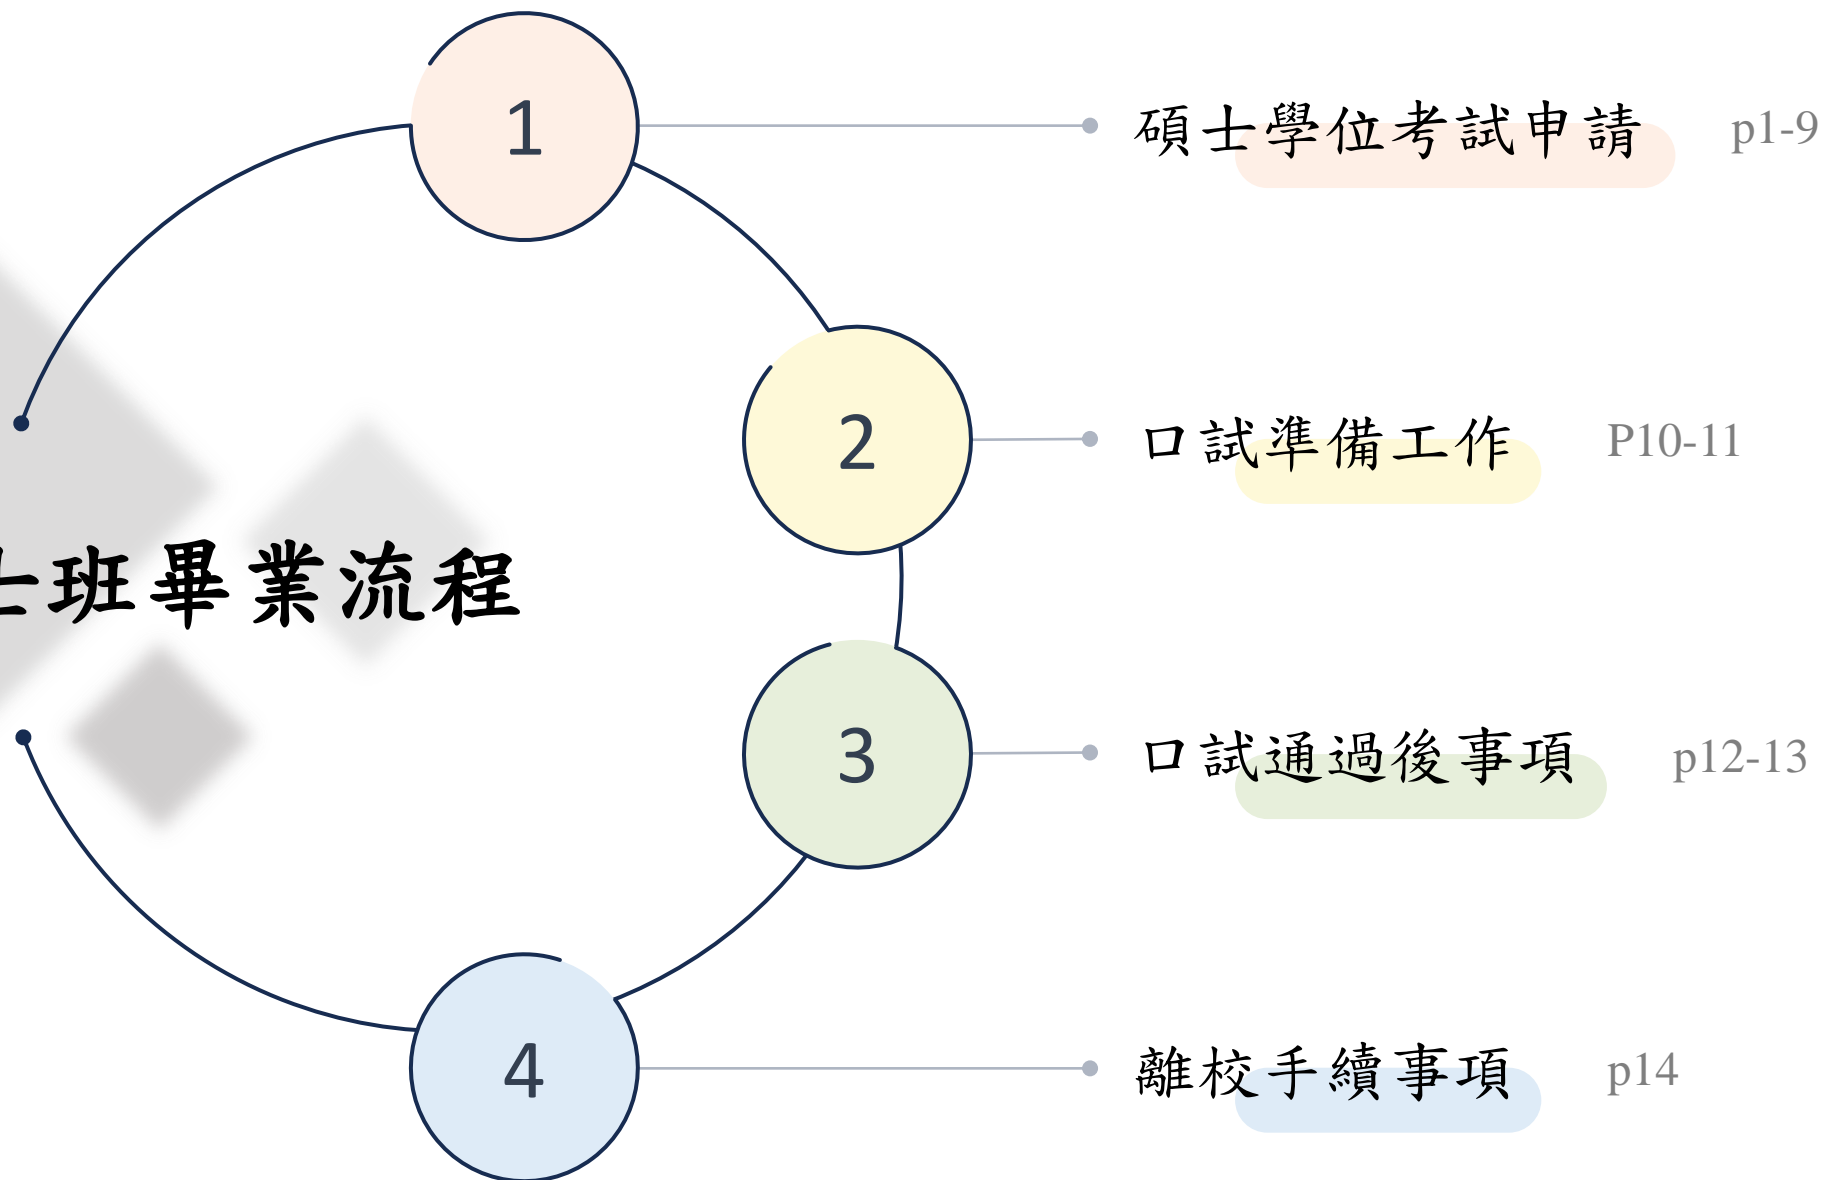 1
碩士學位考試申請 p1-9
2
口試準備工作 P10-11
士班畢業流程
3
口試通過後事項 p12-13
4
離校手續事項 p14